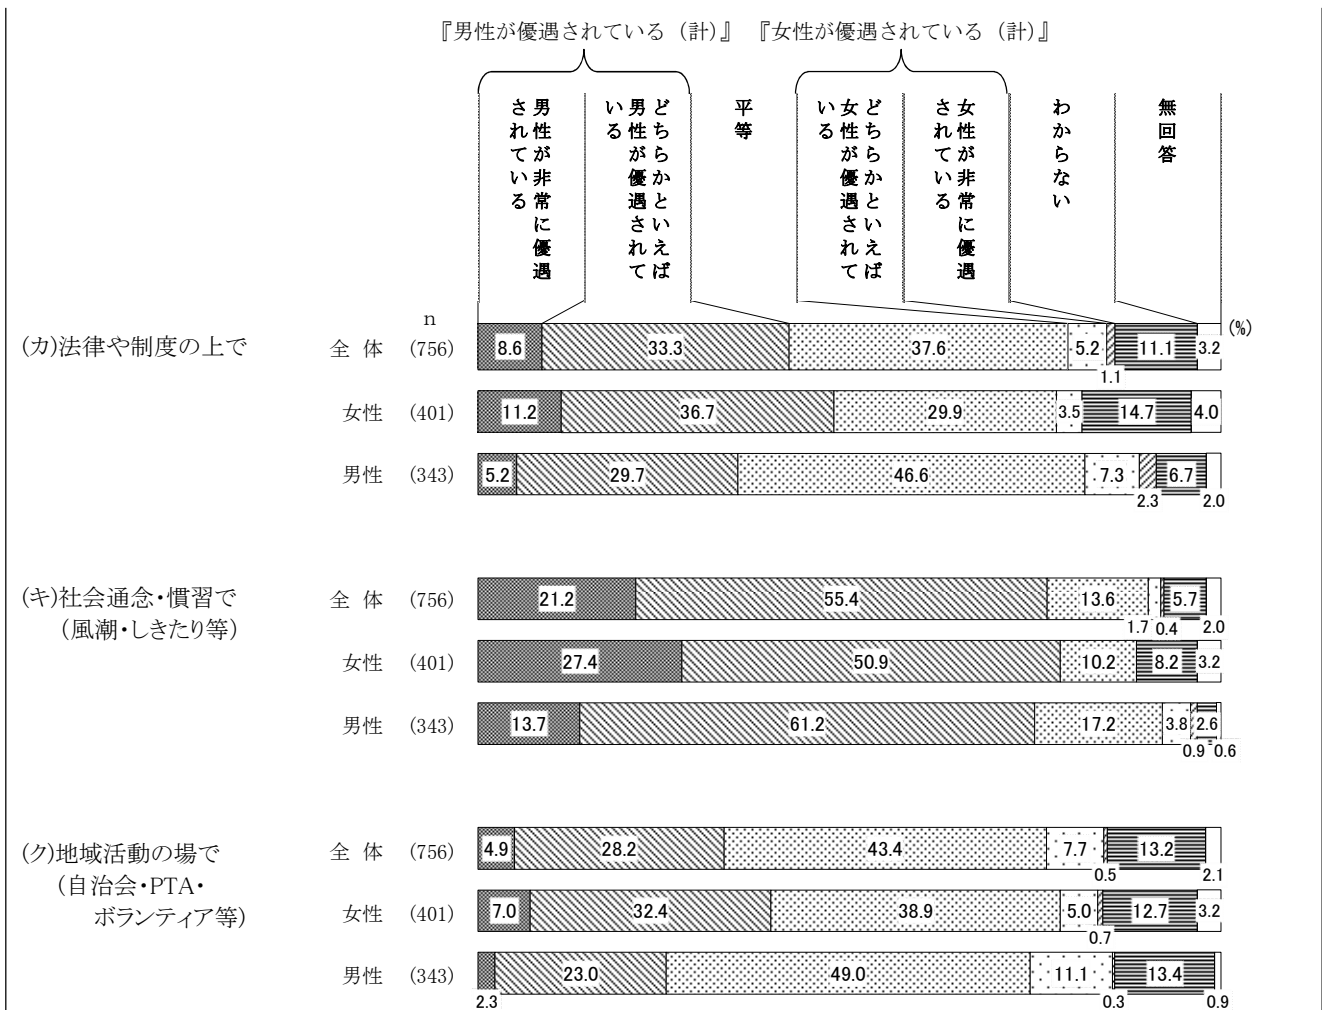 『男性が優遇されている（計）』 『女性が優遇されている（計）』
男性が非常に優遇
されている
どちらかといえば
男性が優遇されて
いる
平等
どちらかといえば
女性が優遇されて
いる
女性が非常に優遇
されている
わからない
無回答
n
(%)
(カ)法律や制度の上で
全 体 (756) 8.6 33.3 37.6 5.2 1.1 11.1 3.2
女性 (401) 11.2 36.7 29.9 3.5 14.7 4.0
男性 (343) 5.2 29.7 46.6 7.3 2.3 6.7 2.0
(キ)社会通念・慣習で
（風潮・しきたり等）
全 体 (756) 21.2 55.4 13.6 1.7 0.4 5.7 2.0
女性 (401) 27.4 50.9 10.2 8.2 3.2
男性 (343) 13.7 61.2 17.2 3.8 0.9 2.6 0.6
(ク)地域活動の場で
（自治会・PTA・
ボランティア等）
全 体 (756) 4.9 28.2 43.4 7.7 0.5 13.2 2.1
女性 (401) 7.0 32.4 38.9 5.0 0.7 12.7 3.2
男性 (343) 2.3 23.0 49.0 11.1 0.3 13.4 0.9